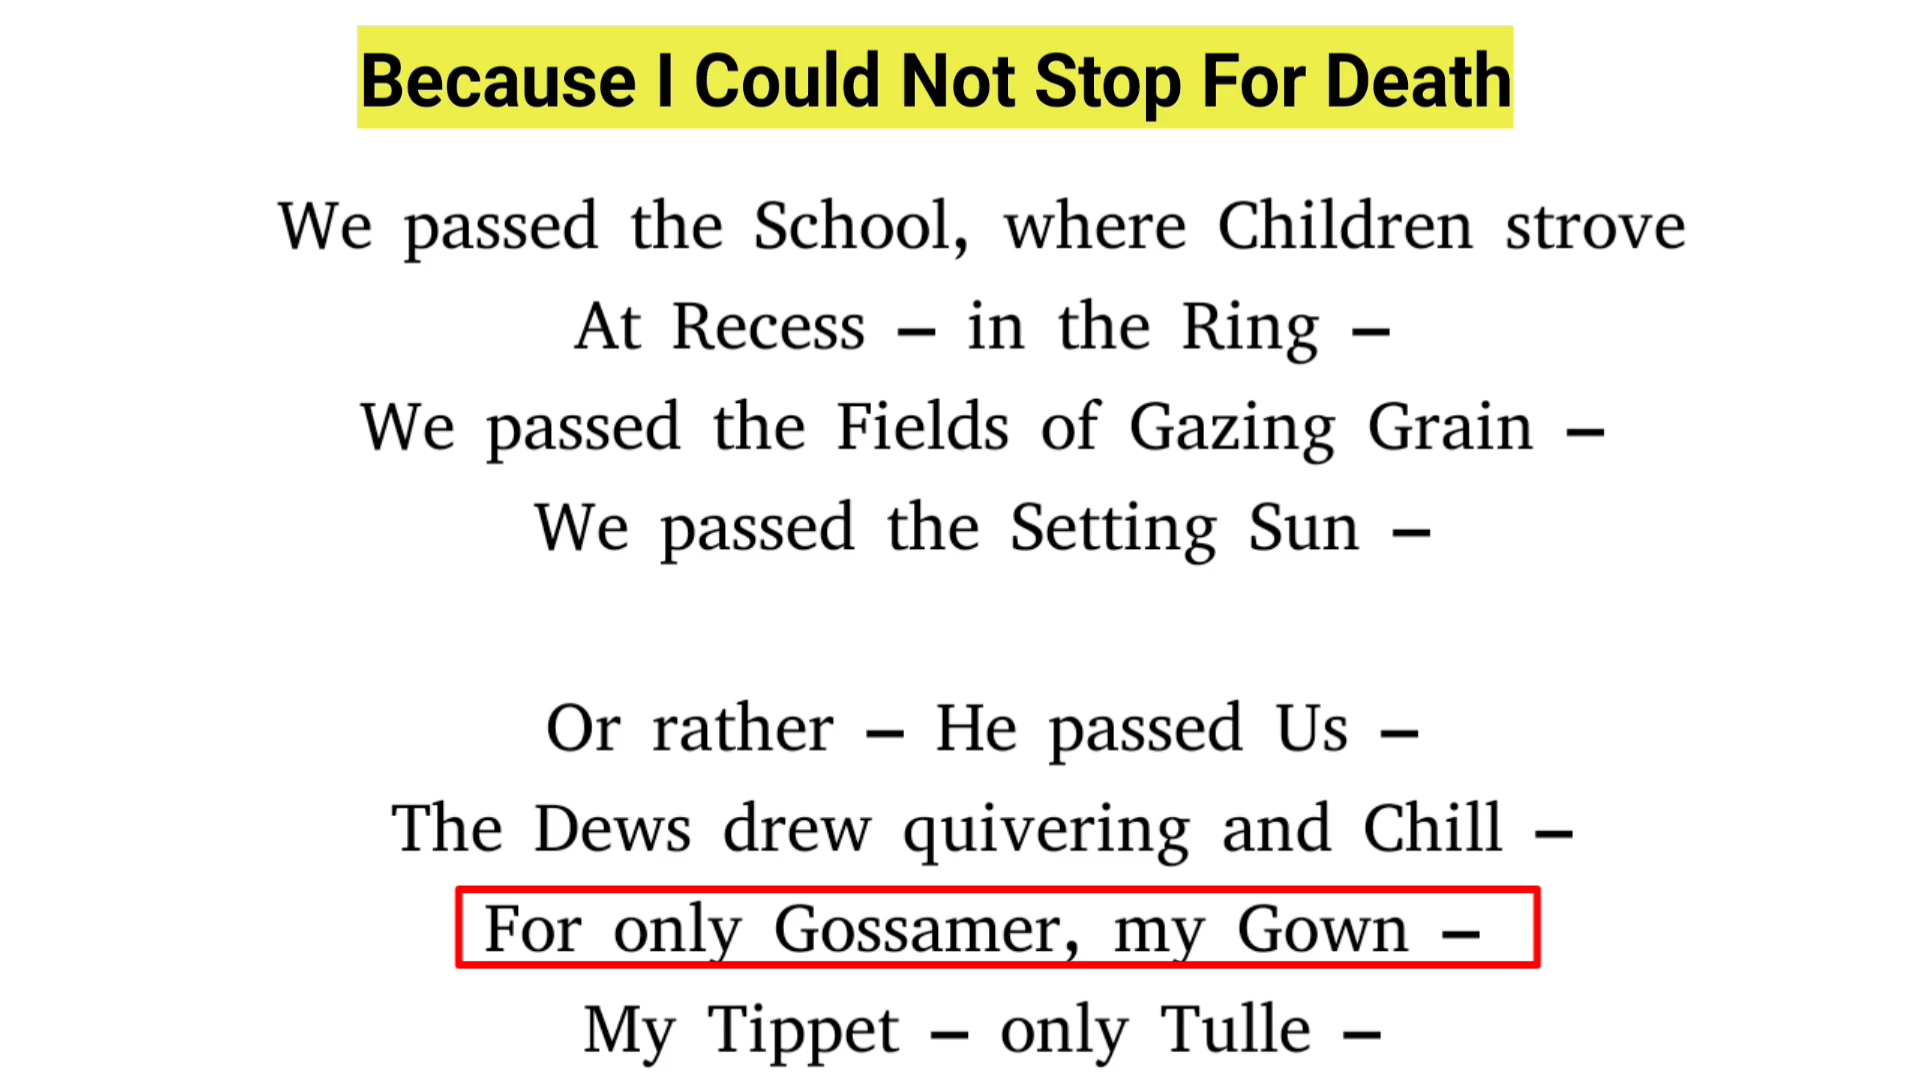 Because I Could Not Stop For Death
We passed the School, where Children strove
At Recess – in the Ring –
We passed the Fields of Gazing Grain –
We passed the Setting Sun –
Or rather – He passed Us –
The Dews drew quivering and Chill –
For only Gossamer, my Gown –
My Tippet – only Tulle –